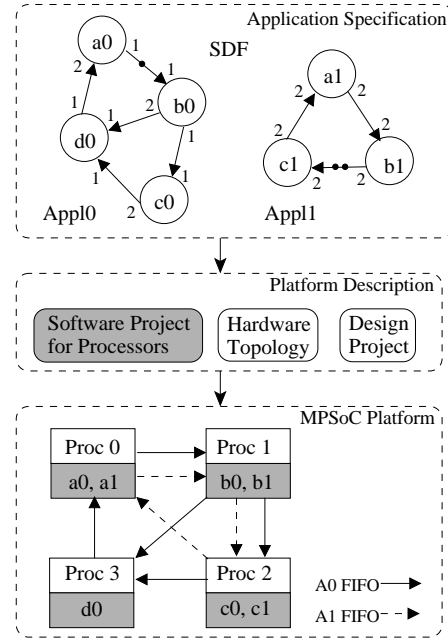 Application Specification
SDF
a0
1
1
2
b0
1
2
1
1
d0
1
1
c0
2
Appl0
a1
2
2
2
2
c1
2
2
b1
Appl1
Platform Description
Software Project
for Processors
Hardware
Topology
Design
Project
MPSoC Platform
Proc 0
a0, a1
Proc 1
b0, b1
Proc 3
d0
Proc 2
c0, c1
A0 FIFO
A1 FIFO